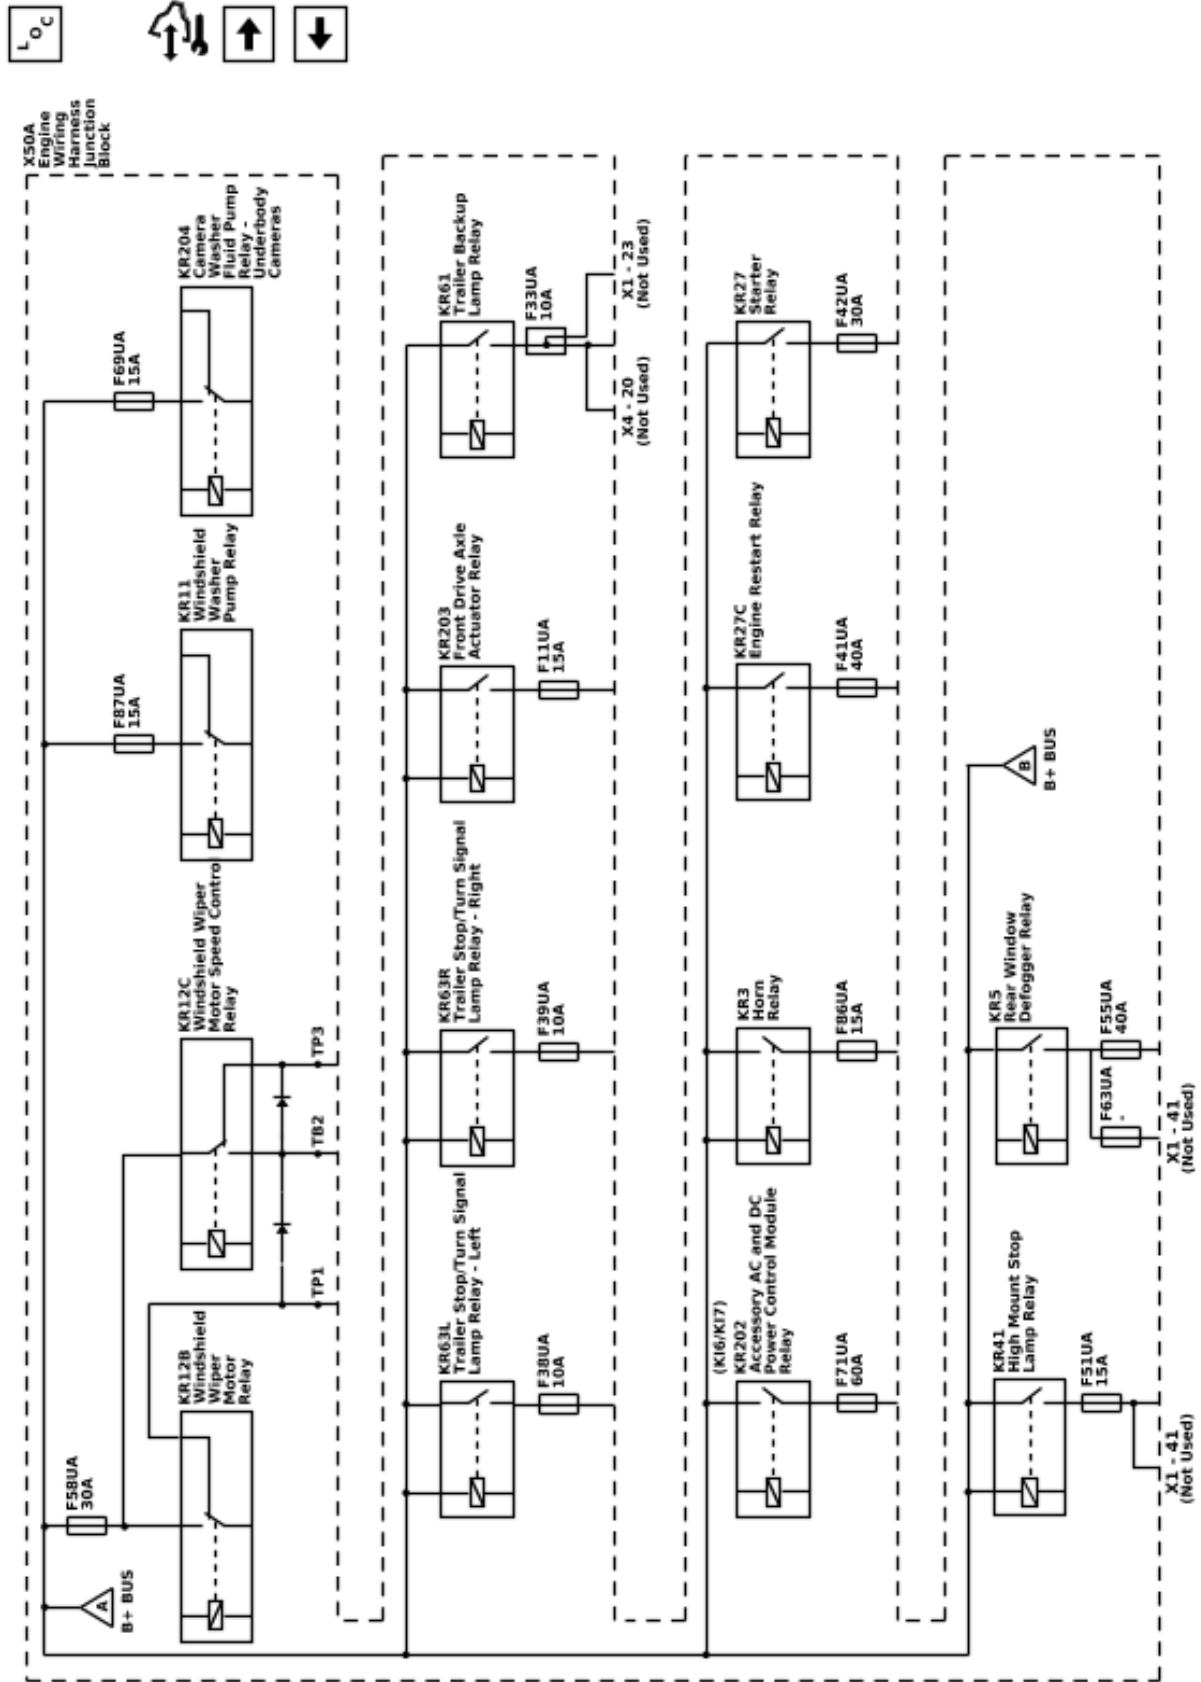 LOC
X50A
Engine
Wiring
Harness
Junction
Block
A
B+ BUS
F58UA
30A
KR12B
Windshield
Wiper
Motor
Relay
TP1
KR12C
Windshield Wiper
Motor Speed Control
Relay
TB2
TP3
F87UA
15A
KR11
Windshield
Washer
Pump Relay
F69UA
15A
KR204
Camera
Washer
Fluid Pump
Relay -
Underbody
Cameras
KR63L
Trailer Stop/Turn Signal
Lamp Relay - Left
F38UA
10A
KR63R
Trailer Stop/Turn Signal
Lamp Relay - Right
F39UA
10A
KR203
Front Drive Axle
Actuator Relay
F11UA
15A
KR61
Trailer Backup
Lamp Relay
F33UA
10A
X4 - 20
(Not Used)
X1 - 23
(Not Used)
(KI6/KI7)
KR202
Accessory AC and DC
Power Control Module
Relay
F71UA
60A
KR3
Horn
Relay
F86UA
15A
KR27C
Engine Restart Relay
F41UA
40A
KR27
Starter
Relay
F42UA
30A
KR41
High Mount Stop
Lamp Relay
F51UA
15A
X1 - 41
(Not Used)
KR5
Rear Window
Defogger Relay
F63UA
-
F55UA
40A
X1 - 41
(Not Used)
B
B+ BUS